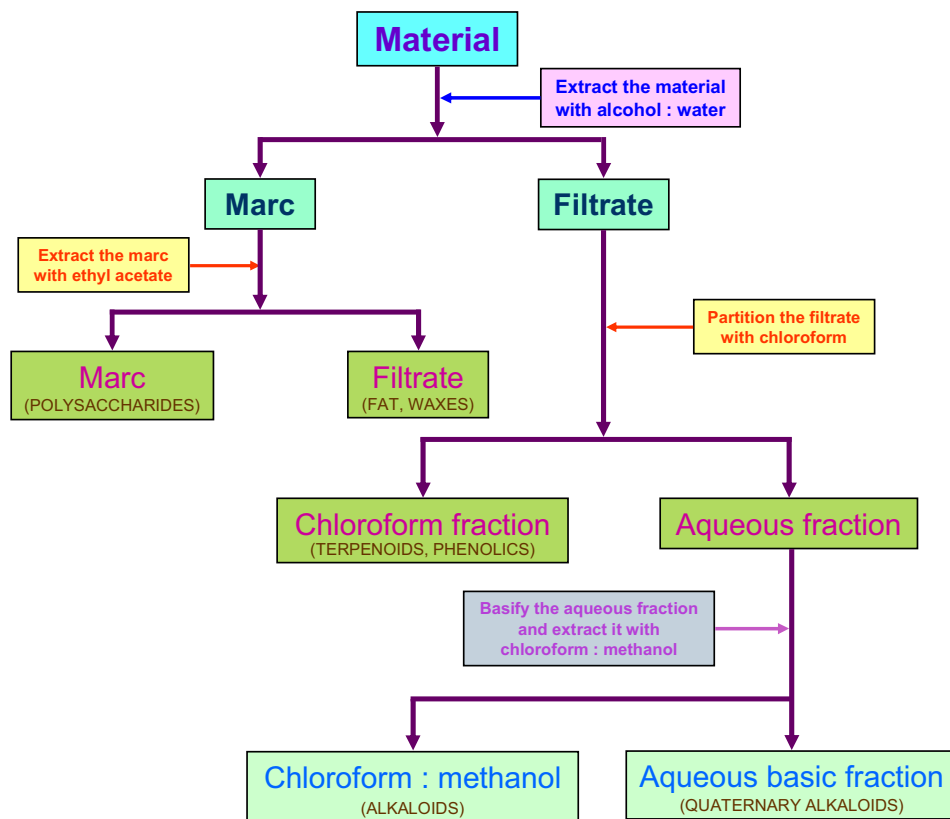 Material
Extract the material
with alcohol : water
Marc
Filtrate
Extract the marc
with ethyl acetate
Partition the filtrate
with chloroform
Marc
(POLYSACCHARIDES)
Filtrate
(FAT, WAXES)
Chloroform fraction
(TERPENOIDS, PHENOLICS)
Aqueous fraction
Basify the aqueous fraction
and extract it with
chloroform : methanol
Chloroform : methanol
(ALKALOIDS)
Aqueous basic fraction
(QUATERNARY ALKALOIDS)